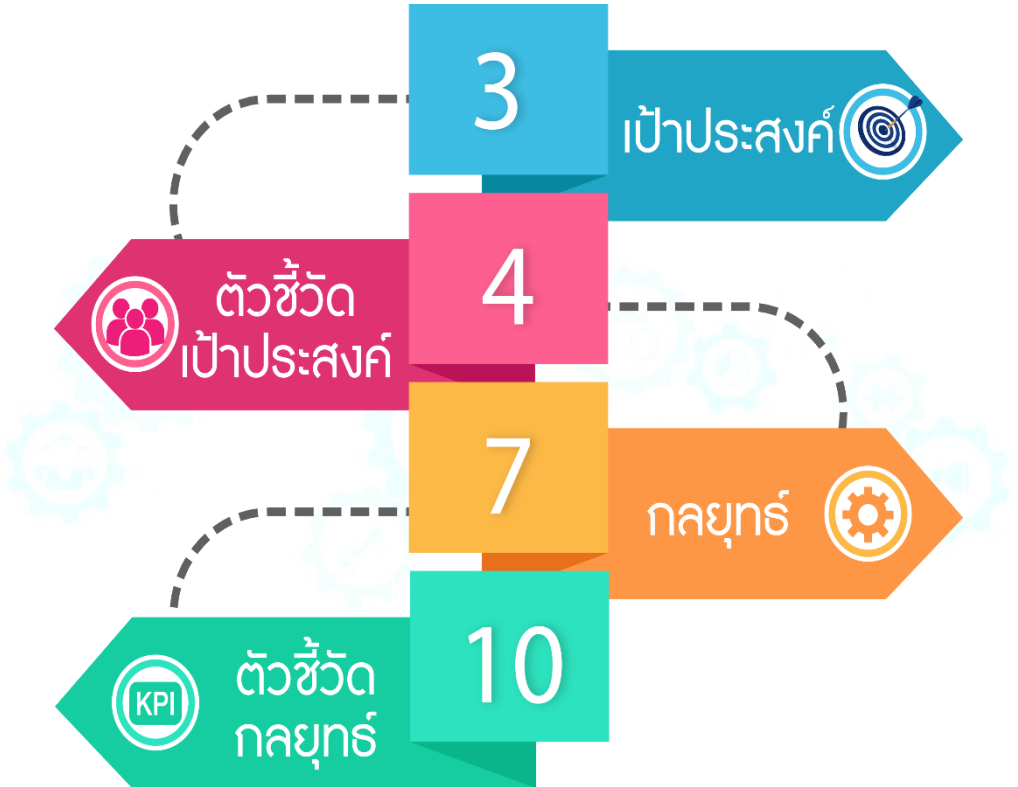 3
เป้าประสงค์
4
ตัวชี้วัด
เป้าประสงค์
7
กลยุทธ์
10
KPI
ตัวชี้วัด
กลยุทธ์